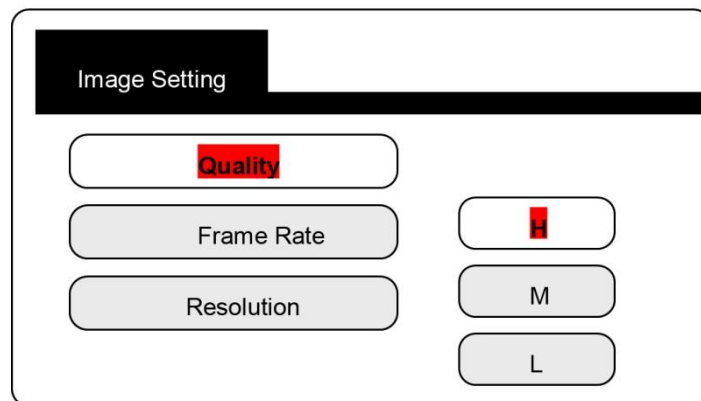 Image Setting
Quality
Frame Rate
Resolution
H
M
L